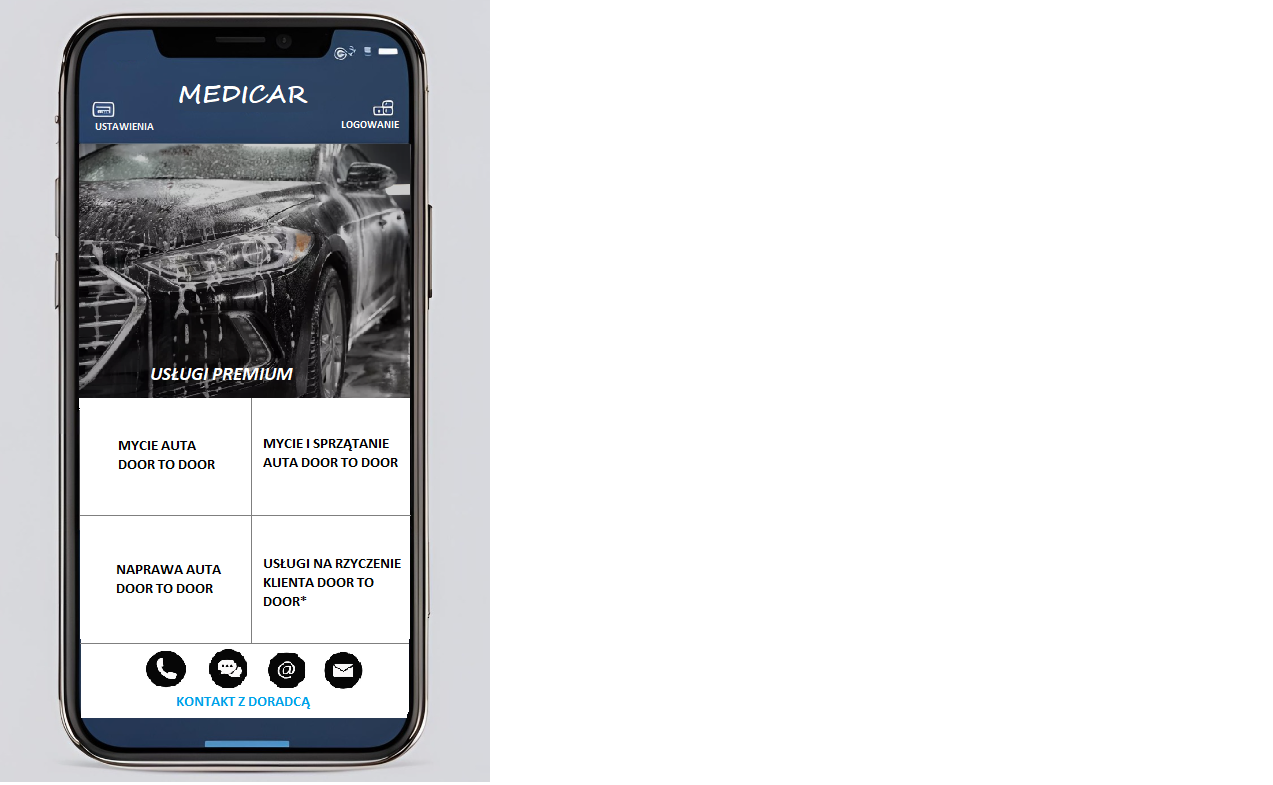 MEDICAR
USTAWIENIA
LOGOWANIE
USŁUGI PREMIUM
MYCIE AUTA
DOOR TO DOOR
MYCIE I SPRZĄTANIE
AUTA DOOR TO DOOR
NAPRAWA AUTA
DOOR TO DOOR
USŁUGI NA RZYCZENIE
KLIENTA DOOR TO
DOOR*
@
KONTAKT Z DORADCĄ